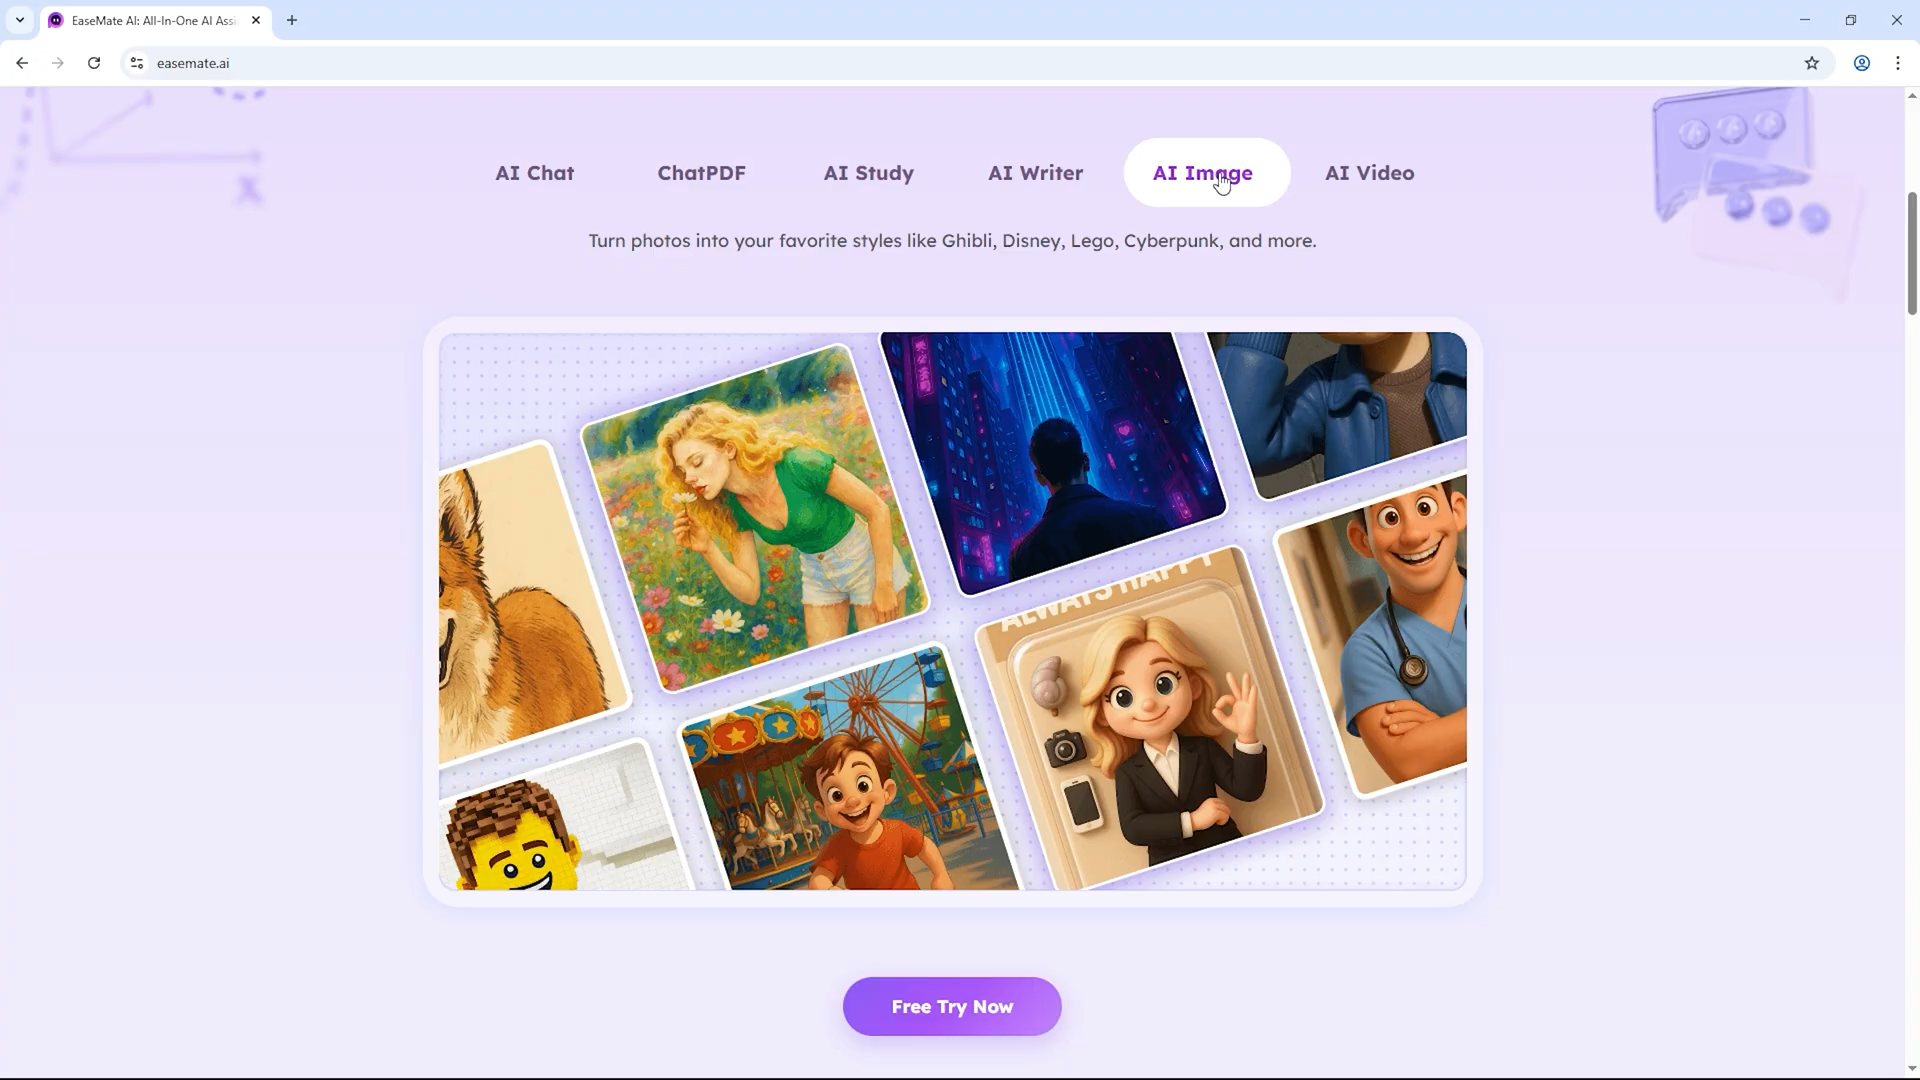 EaseMate AI: All-In-One AI Assi
easemate.ai
AI Chat
ChatPDF
AI Study
AI Writer
AI Image
AI Video
Turn photos into your favorite styles like Ghibli, Disney, Lego, Cyberpunk, and more.
ALWAYS HAPPY
Free Try Now